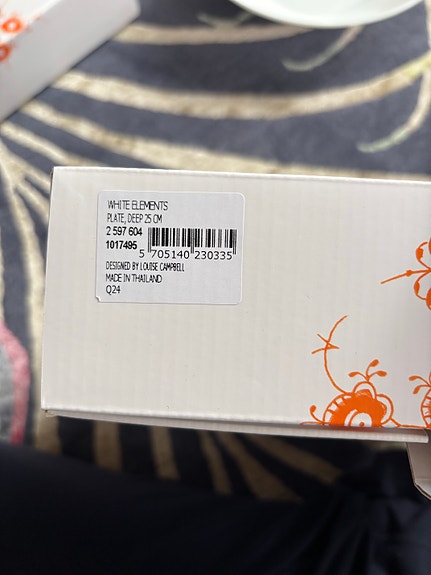 WHITE ELEMENTS
PLATE, DEEP 25 CM
2 597 604
1017495
5 705140 230335
DESIGNED BY LOUISE CAMPBELL
MADE IN THAILAND
Q24